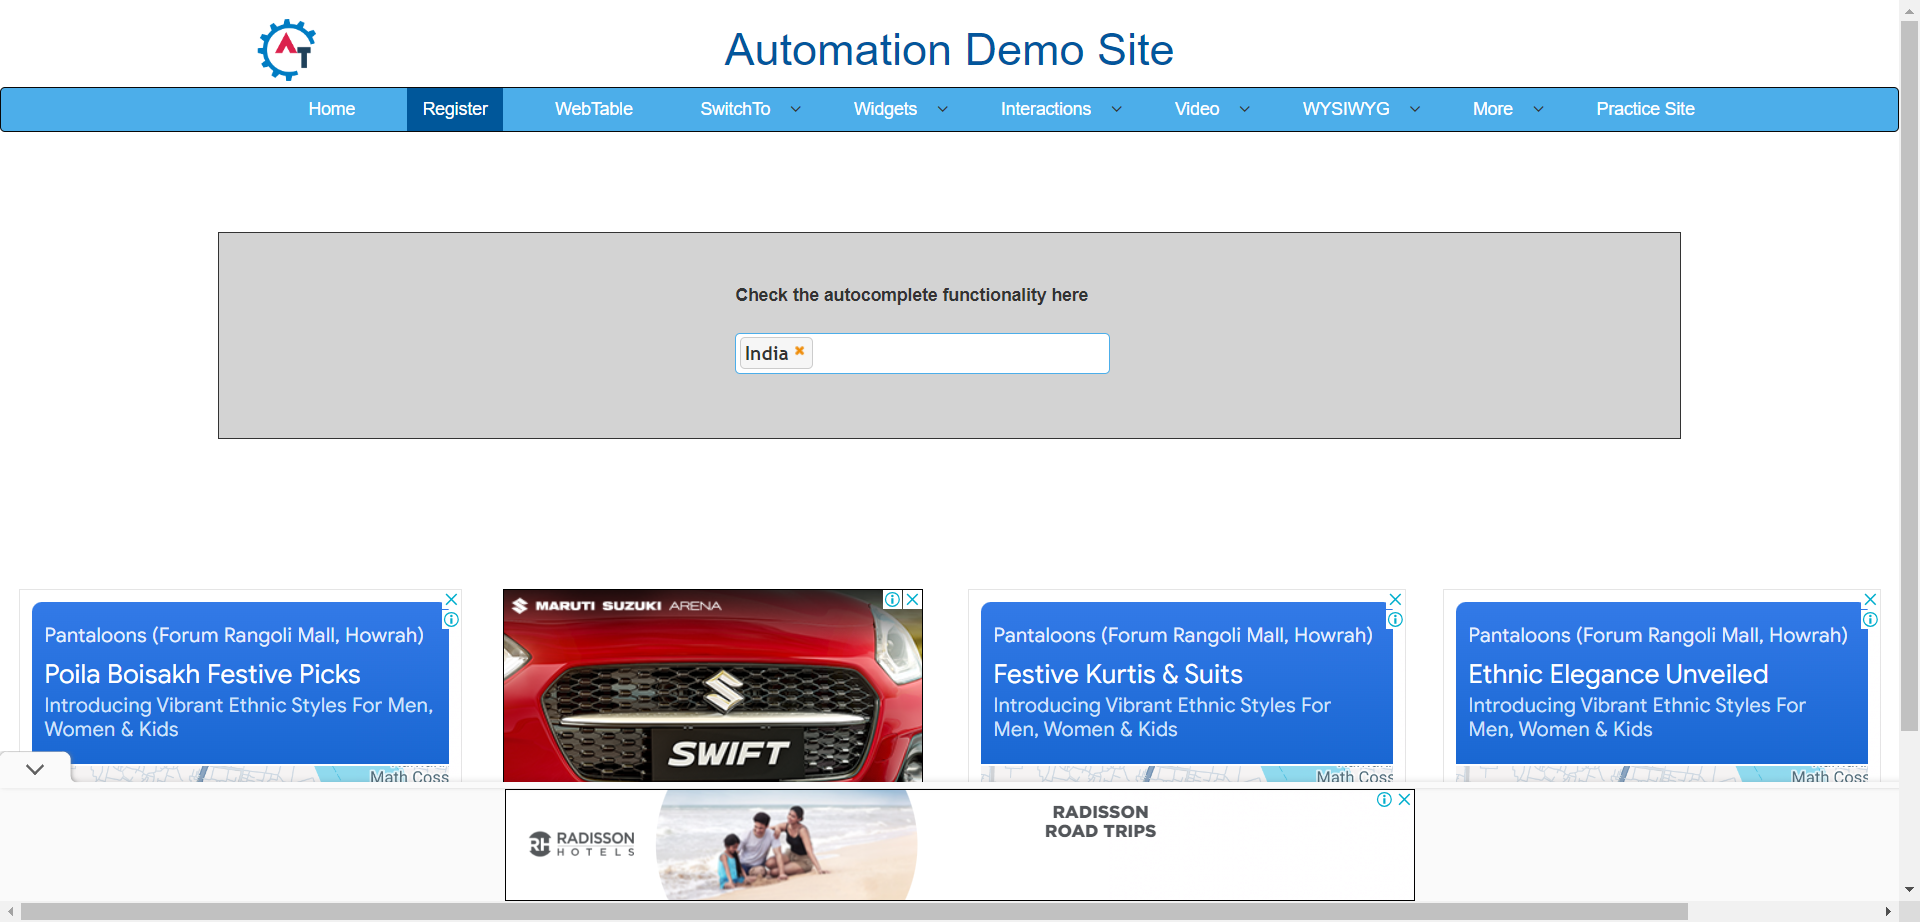 AT
Automation Demo Site
Home Register WebTable SwitchTo Widgets Interactions Video WYSIWYG More Practice Site
Check the autocomplete functionality here
India
Pantaloons (Forum Rangoli Mall, Howrah)
Poila Boisakh Festive Picks
Introducing Vibrant Ethnic Styles For Men,
Women & Kids
Math Coss
MARUTI SUZUKI ARENA
SWIFT
Pantaloons (Forum Rangoli Mall, Howrah)
Festive Kurtis & Suits
Introducing Vibrant Ethnic Styles For
Men, Women & Kids
Math Coss
Pantaloons (Forum Rangoli Mall, Howrah)
Ethnic Elegance Unveiled
Introducing Vibrant Ethnic Styles For
Men, Women & Kids
Math Coss
RH RADISSON
HOTELS
RADISSON
ROAD TRIPS